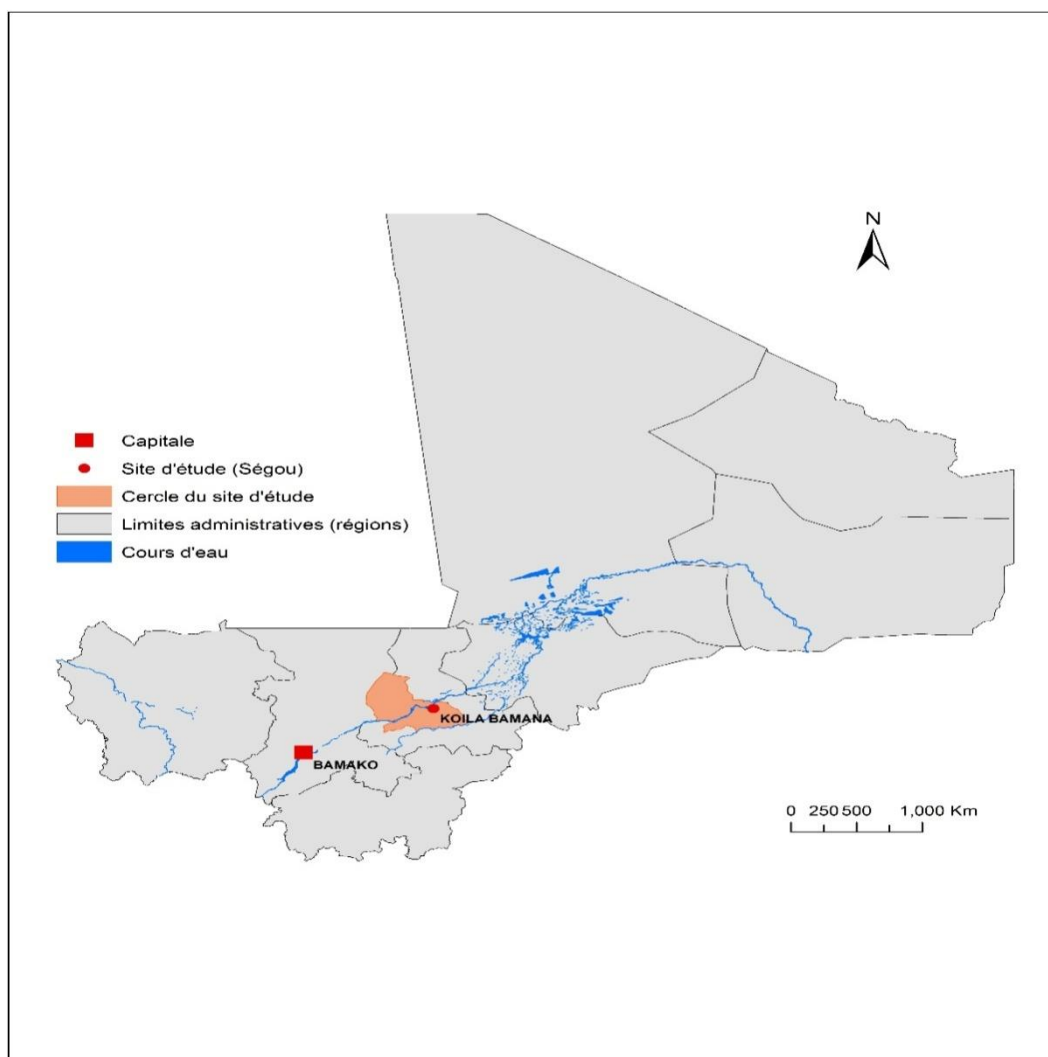 N
Capitale
Site d'étude (Ségou)
Cercle du site d'étude
Limites administratives (régions)
Cours d'eau
KOILA BAMANA
BAMAKO
0 250 500 1,000 Km